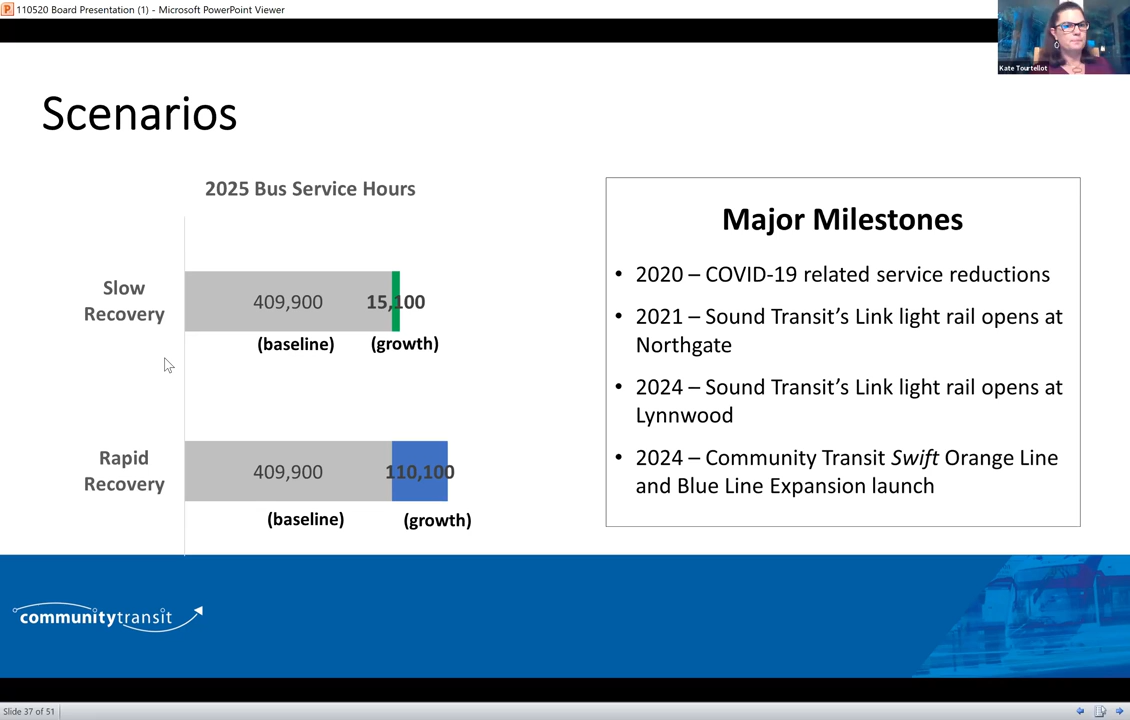 110520 Board Presentation (1) - Microsoft PowerPoint Viewer
Kate Tourtellot
Scenarios
2025 Bus Service Hours
Slow
Recovery
409,900
15,100
(baseline)
(growth)
Rapid
Recovery
409,900
110,100
(baseline)
(growth)
Major Milestones
• 2020 – COVID-19 related service reductions
• 2021 – Sound Transit’s Link light rail opens at
Northgate
• 2024 – Sound Transit’s Link light rail opens at
Lynnwood
• 2024 – Community Transit Swift Orange Line
and Blue Line Expansion launch
communitytransit
Slide 37 of 51